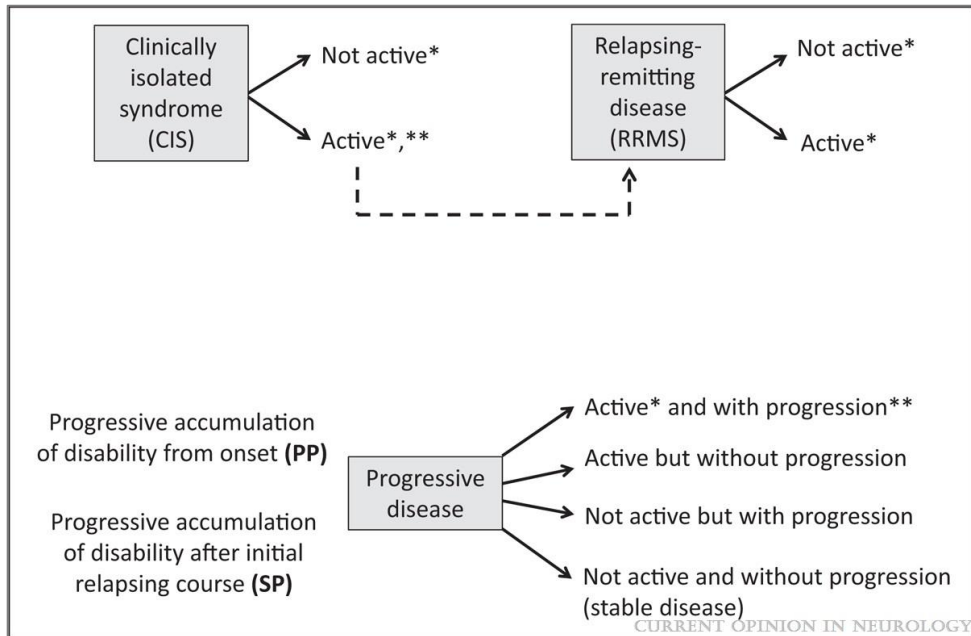 Clinically
isolated
syndrome
(CIS)
Not active*
Active*,**
Relapsing-
remitting
disease
(RRMS)
Not active*
Active*
Progressive accumulation
of disability from onset (PP)
Progressive accumulation
of disability after initial
relapsing course (SP)
Progressive
disease
Active* and with progression**
Active but without progression
Not active but with progression
Not active and without progression
(stable disease)
CURRENT OPINION IN NEUROLOGY